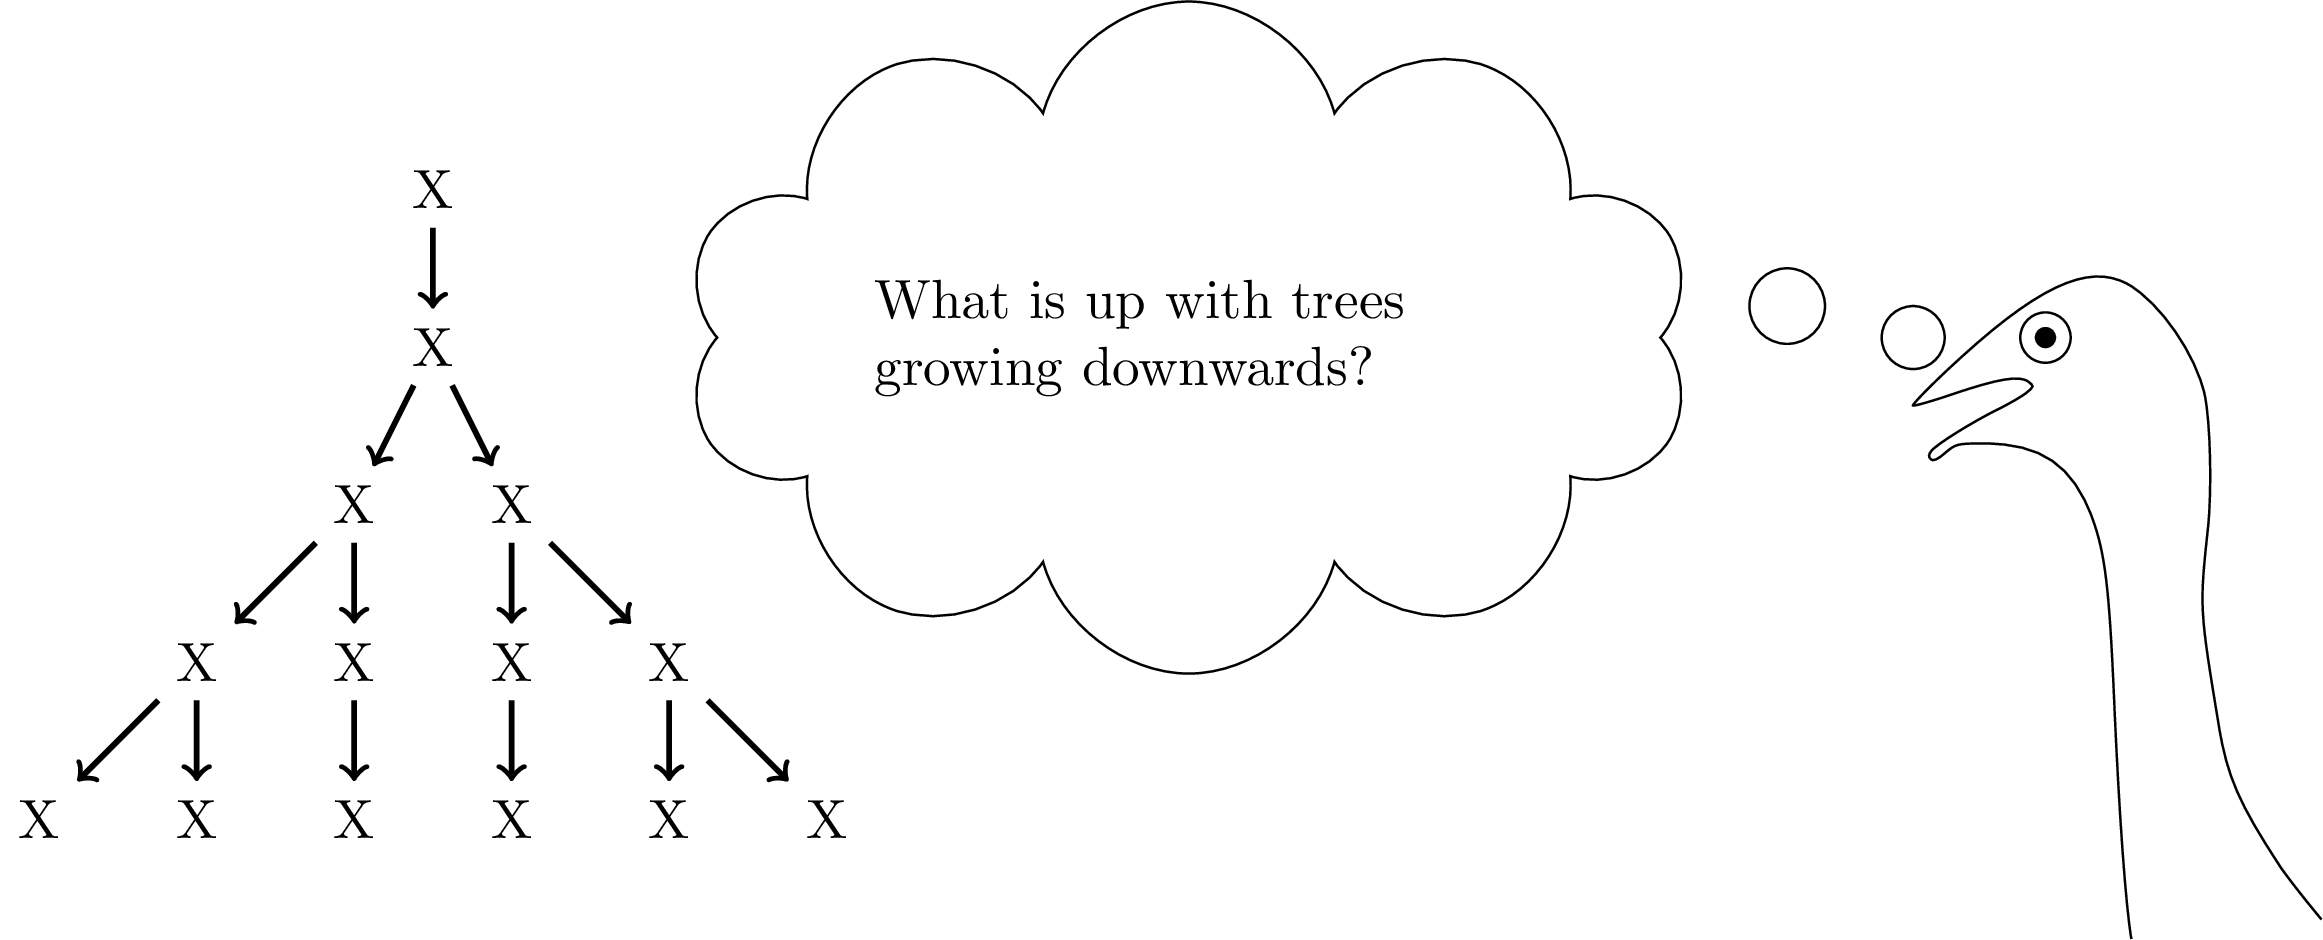 X
X
X X
X X X X
X X X X X X
What is up with trees
growing downwards?